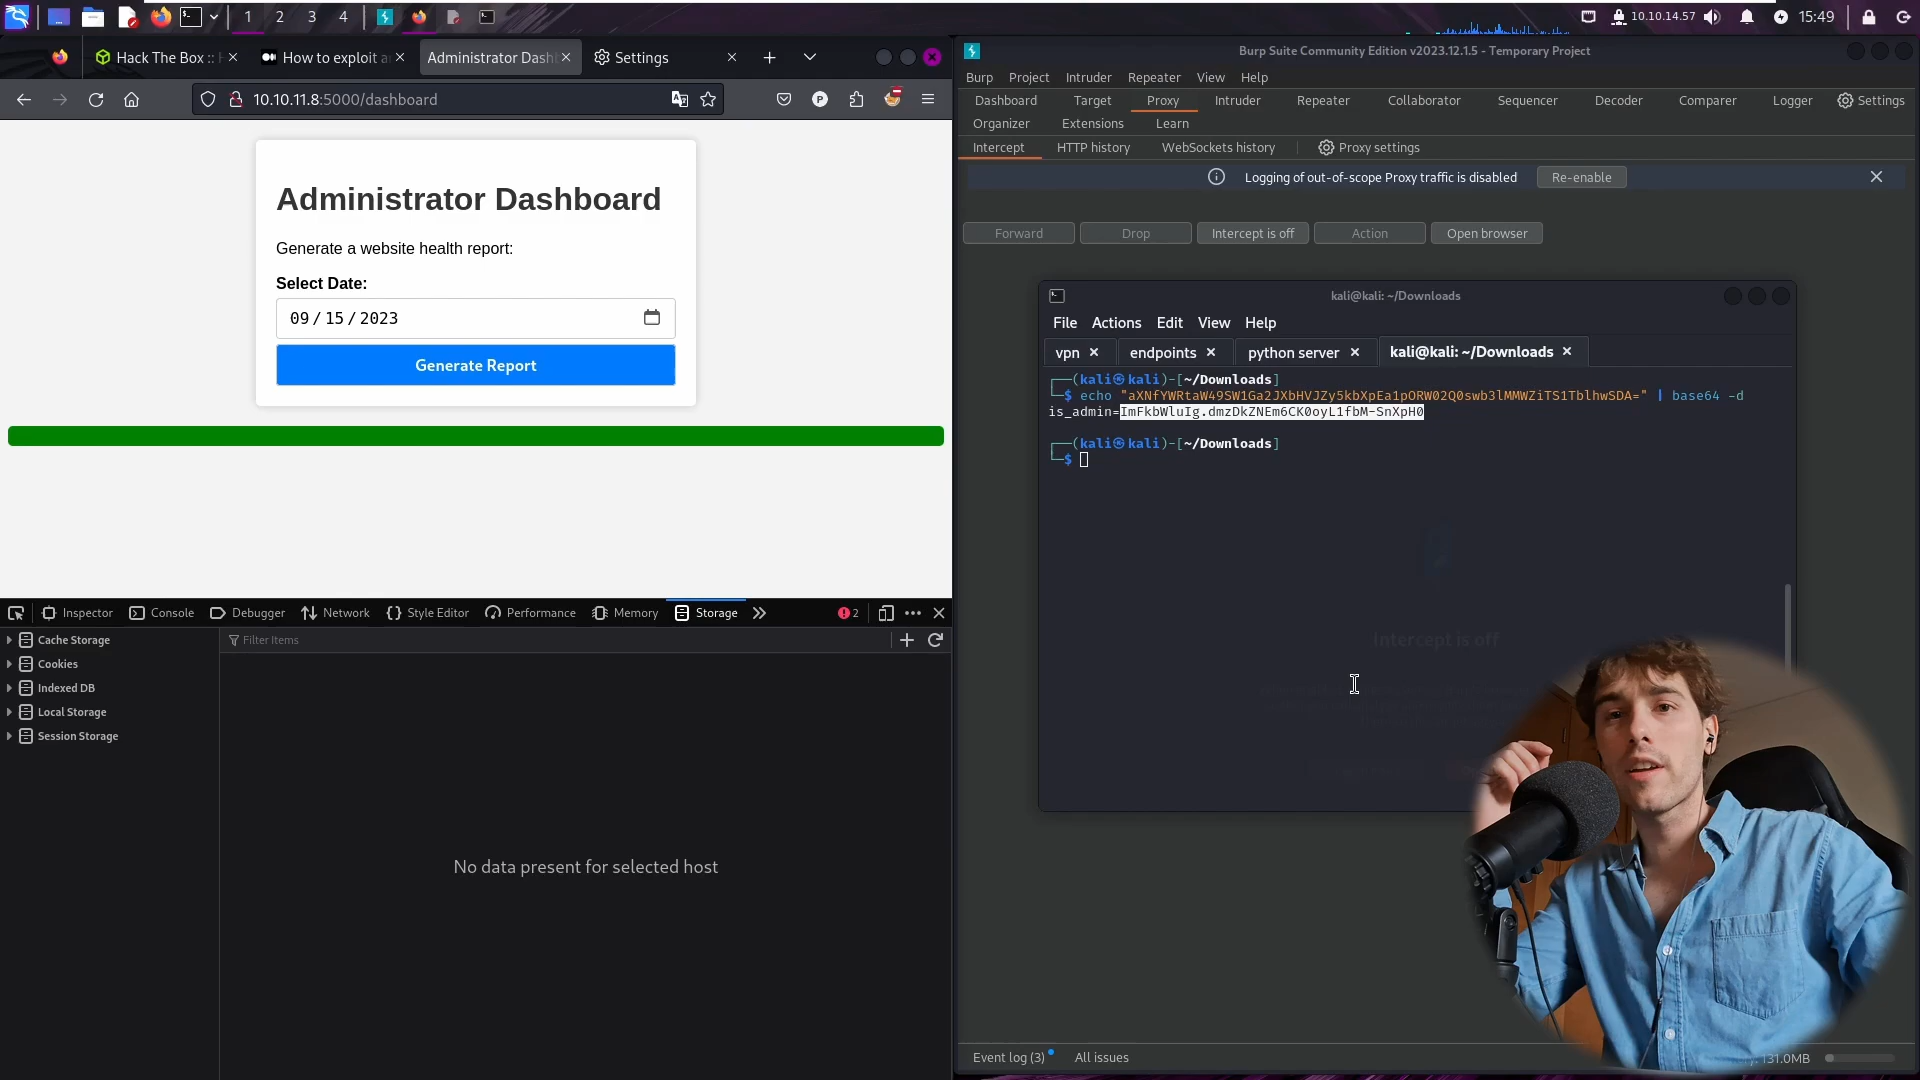 1 2 3 4
10.10.14.57
15:49
Hack The Box ::
How to exploit a
Administrator Dash
Settings
10.10.11.8:5000/dashboard
Administrator Dashboard
Generate a website health report:
Select Date:
09/15/2023
Generate Report
Inspector Console Debugger Network Style Editor Performance Memory Storage
2
Cache Storage
Cookies
Indexed DB
Local Storage
Session Storage
Filter Items
No data present for selected host
Burp Suite Community Edition v2023.12.1.5 - Temporary Project
Burp Project Intruder Repeater View Help
Dashboard Target Proxy Intruder Repeater Collaborator Sequencer Decoder Comparer Logger Settings
Organizer Extensions Learn
Intercept HTTP history WebSockets history Proxy settings
Logging of out-of-scope Proxy traffic is disabled Re-enable
Forward Drop Intercept is off Action Open browser
kali@kali: ~/Downloads
File Actions Edit View Help
vpn endpoints python server kali@kali: ~/Downloads
(kali㉿kali)-[~/Downloads]
$ echo "aXNfYWRtaW49SW1Ga2JXbHVJZy5kbXpEa1pORW02Q0swb3lMMWZiTS1TblhwSDA=" | base64 -d
is_admin=ImFkbWluIg.dmzDkZNEm6CK0oyL1fbM-SnXpH0
(kali㉿kali)-[~/Downloads]
$
Intercept is off
Event log (3) All issues
131.0MB